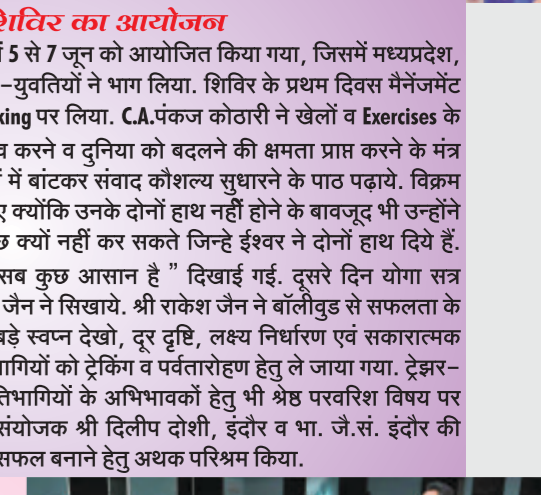 शिविर का आयोजन
5 से 7 जून को आयोजित किया गया, जिसमें मध्यप्रदेश,
-युवतियों ने भाग लिया. शिविर के प्रथम दिवस मैनेंजमेंट
king पर लिया. C.A.पंकज कोठारी ने खेलों व Exercises के
करने व दुनिया को बदलने की क्षमता प्राप्त करने के मंत्र
में बांटकर संवाद कौशल्य सुधारने के पाठ पढ़ाये. विक्रम
क्योंकि उनके दोनों हाथ नहीं होने के बावजूद भी उन्होंने
क्यों नहीं कर सकते जिन्हे ईश्वर ने दोनों हाथ दिये हैं.
सब कुछ आसान है ” दिखाई गई. दूसरे दिन योगा सत्र
जैन ने सिखाये. श्री राकेश जैन ने बॉलीवुड से सफलता के
बड़े स्वप्न देखो, दूर दृष्टि, लक्ष्य निर्धारण एवं सकारात्मक
भागियों को ट्रेकिंग व पर्वतारोहण हेतु ले जाया गया. ट्रेझर-
तिभागियों के अभिभावकों हेतु भी श्रेष्ठ परवरिश विषय पर
संयोजक श्री दिलीप दोशी, इंदौर व भा. जै.सं. इंदौर की
सफल बनाने हेतु अथक परिश्रम किया.